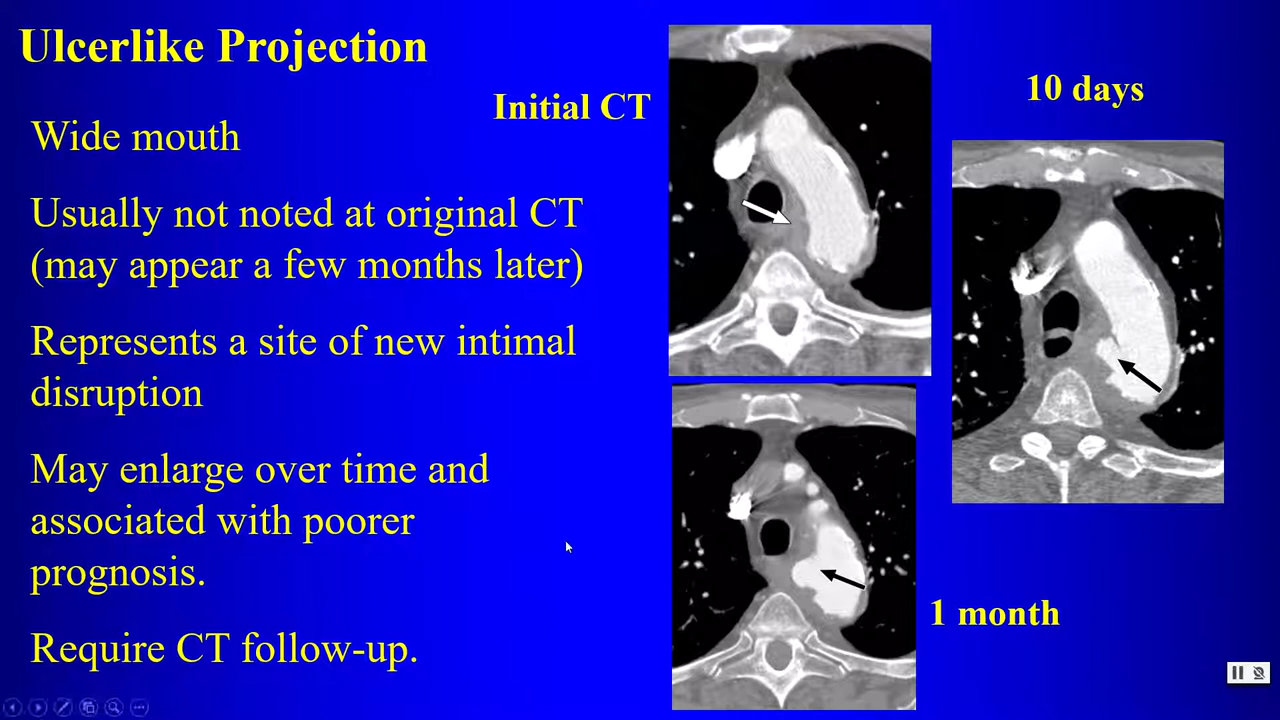 Ulcerlike Projection
Initial CT
10 days
Wide mouth
Usually not noted at original CT
(may appear a few months later)
Represents a site of new intimal
disruption
May enlarge over time and
associated with poorer
prognosis.
1 month
Require CT follow-up.